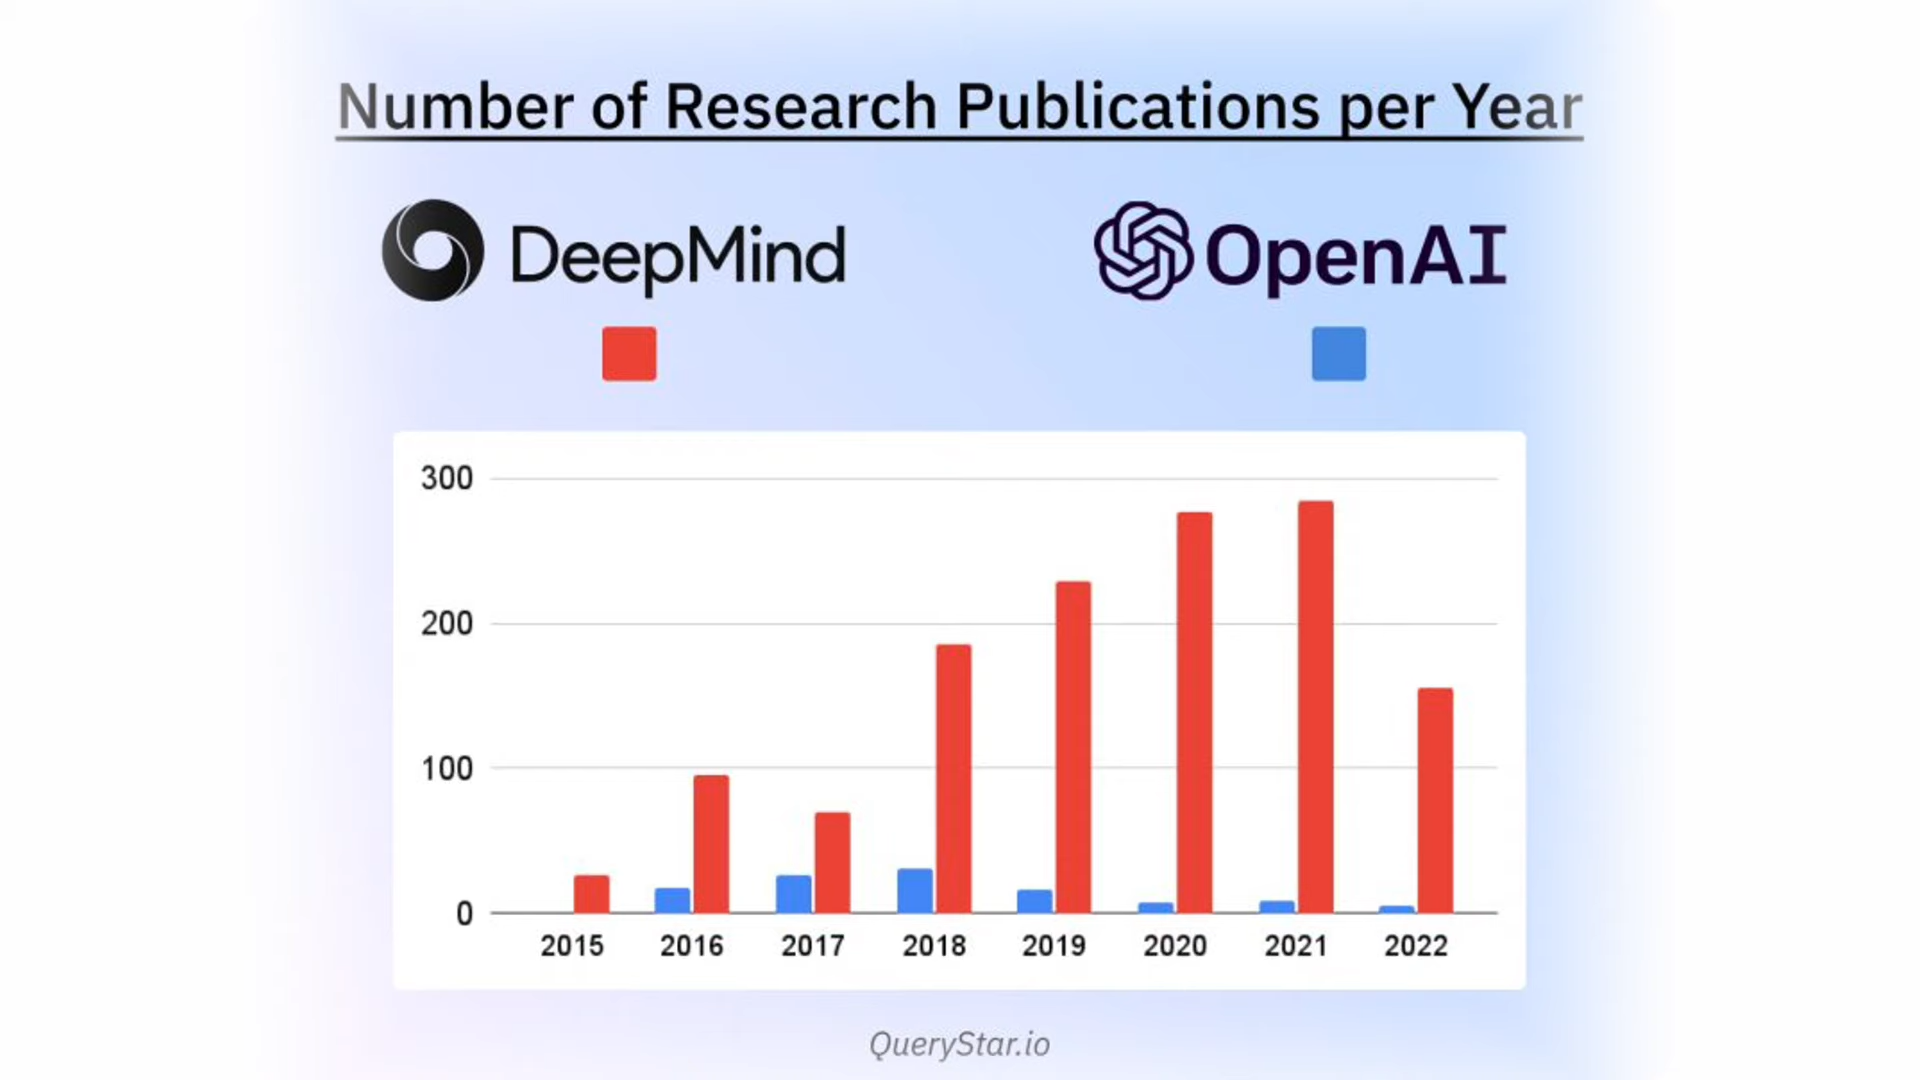 Number of Research Publications per Year
DeepMind
OpenAI
300
200
100
0
2015 2016 2017 2018 2019 2020 2021 2022
QueryStar.io